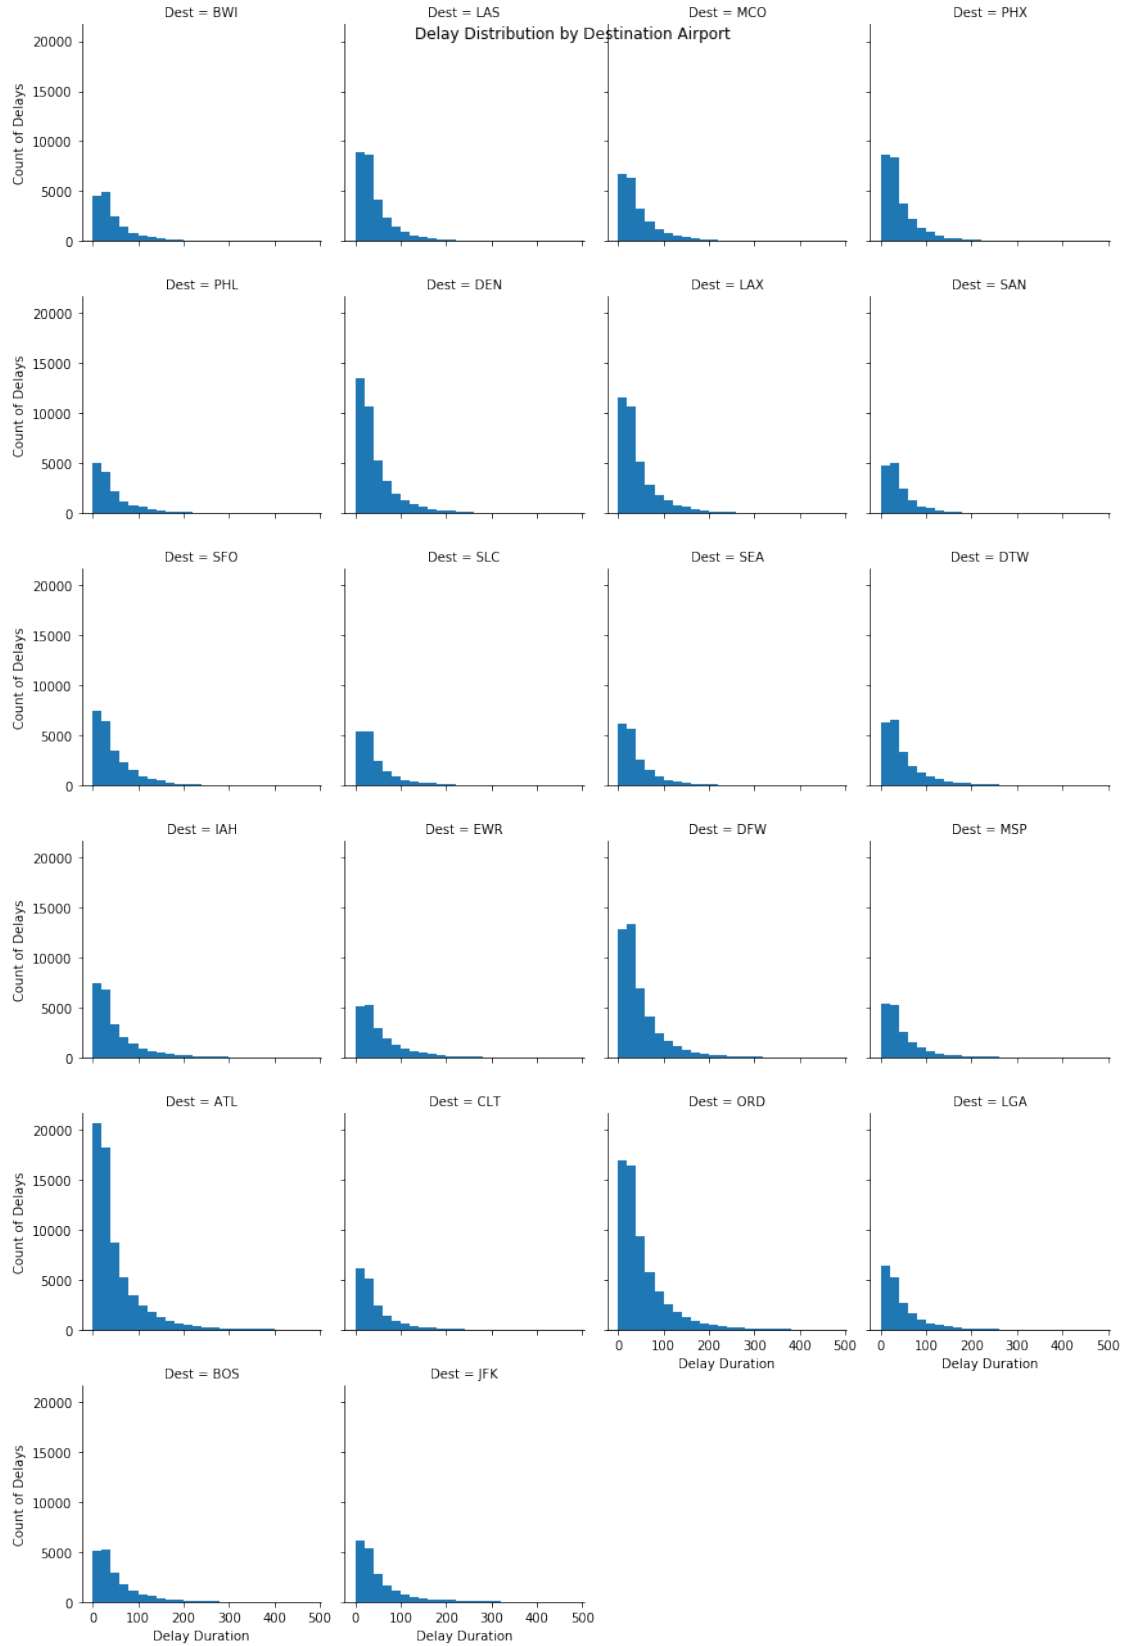 Dest = BWI
Dest = LAS
Dest = MCO
Dest = PHX
Delay Distribution by Destination Airport
Count of Delays
20000
15000
10000
5000
0
Dest = PHL
Dest = DEN
Dest = LAX
Dest = SAN
Count of Delays
20000
15000
10000
5000
0
Dest = SFO
Dest = SLC
Dest = SEA
Dest = DTW
Count of Delays
20000
15000
10000
5000
0
Dest = IAH
Dest = EWR
Dest = DFW
Dest = MSP
Count of Delays
20000
15000
10000
5000
0
Dest = ATL
Dest = CLT
Dest = ORD
Dest = LGA
Count of Delays
20000
15000
10000
5000
0
0 100 200 300 400 500
Delay Duration
0 100 200 300 400 500
Delay Duration
Dest = BOS
Dest = JFK
Count of Delays
20000
15000
10000
5000
0
0 100 200 300 400 500
Delay Duration
0 100 200 300 400 500
Delay Duration